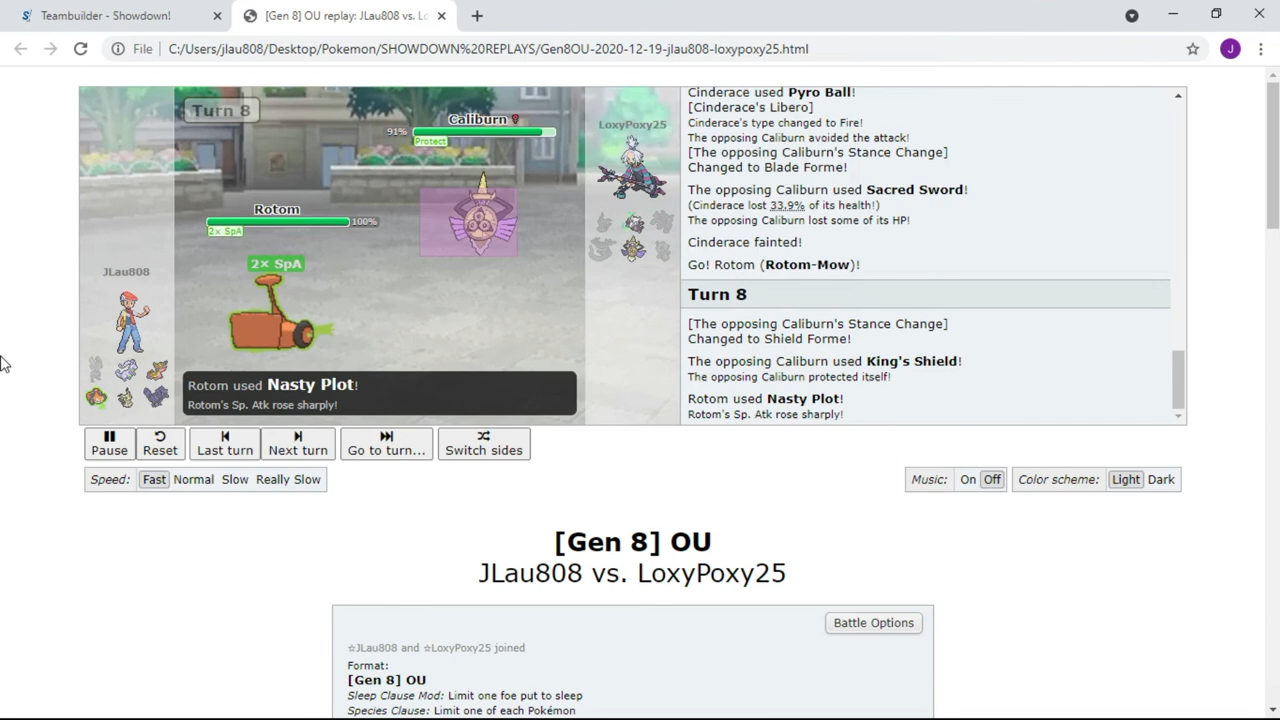 Teambuilder - Showdown!
[Gen 8] OU replay: JLau808 vs. Lo
File
C:/Users/jlau808/Desktop/Pokemon/SHOWDOWN%20REPLAYS/Gen8OU-2020-12-19-jlau808-loxypoxy25.html
J
Turn 8
Caliburn
91%
Protect
Rotom
100%
2x SpA
2× SpA
JLau808
LoxyPoxy25
Rotom used Nasty Plot!
Rotom's Sp. Atk rose sharply!
Cinderace used Pyro Ball!
[Cinderace's Libero]
Cinderace's type changed to Fire!
The opposing Caliburn avoided the attack!
[The opposing Caliburn's Stance Change]
Changed to Blade Forme!
The opposing Caliburn used Sacred Sword!
(Cinderace lost 33.9% of its health!)
The opposing Caliburn lost some of its HP!
Cinderace fainted!
Go! Rotom (Rotom-Mow)!
Turn 8
[The opposing Caliburn's Stance Change]
Changed to Shield Forme!
The opposing Caliburn used King's Shield!
The opposing Caliburn protected itself!
Rotom used Nasty Plot!
Rotom's Sp. Atk rose sharply!
Pause
Reset
Last turn
Next turn
Go to turn...
Switch sides
Speed: Fast Normal Slow Really Slow
Music: On Off
Color scheme: Light Dark
[Gen 8] OU
JLau808 vs. LoxyPoxy25
Battle Options
☆JLau808 and ☆LoxyPoxy25 joined
Format:
[Gen 8] OU
Sleep Clause Mod: Limit one foe put to sleep
Species Clause: Limit one of each Pokémon